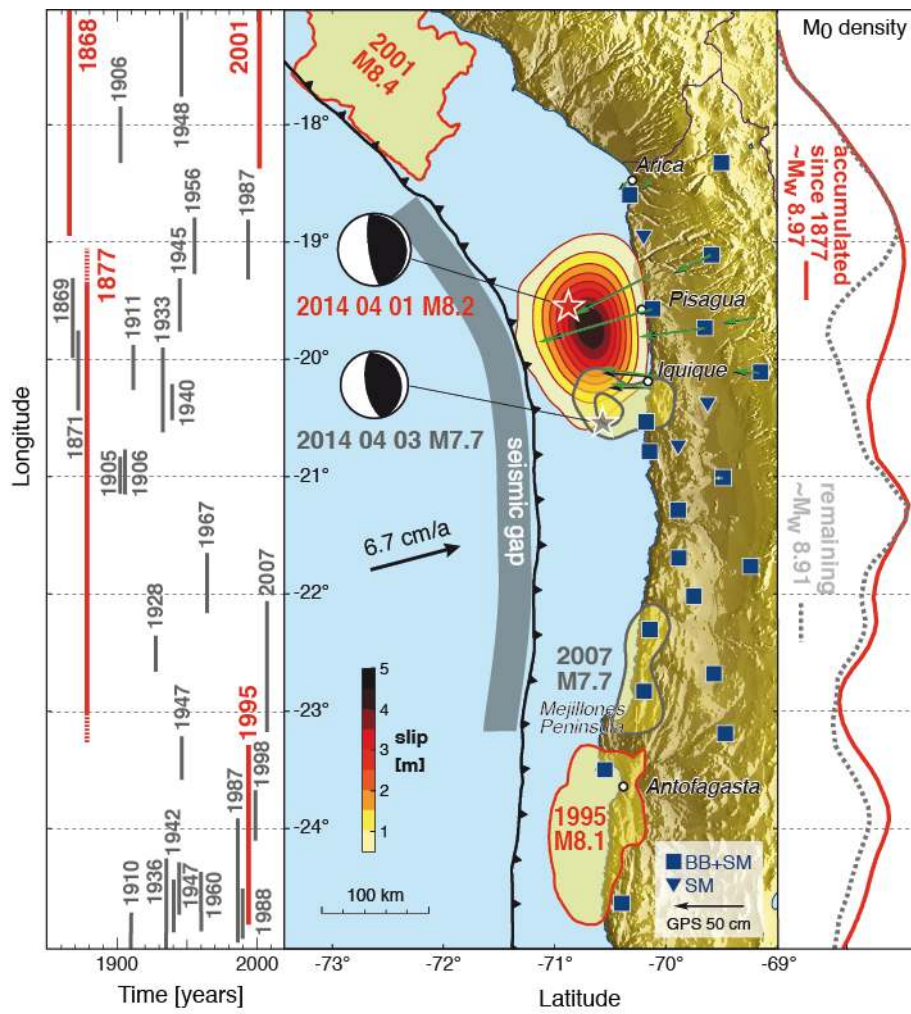 M0 density
1868
1906
1948
2001
2001
M8.4
-18°
Arica
accumulated
since 1877
~Mw 8.97
1956
1987
1945
-19°
1877
1869
1911
1933
2014 04 01 M8.2
Pisagua
-20°
1871
1940
Iquique
2014 04 03 M7.7
1905
1906
-21°
seismic gap
remaining
~Mw 8.91
1967
6.7 cm/a
2007
1928
-22°
2007
M7.7
Mejillones
Peninsula
1947
1995
-23°
5
4
3
2
1
slip
[m]
1987
1998
Antofagasta
1995
M8.1
-24°
1942
1910
1936
1947
1960
1988
BB+SM
SM
GPS 50 cm
100 km
Longitude
1900
2000
-73°
-72°
-71°
-70°
-69°
Time [years]
Latitude